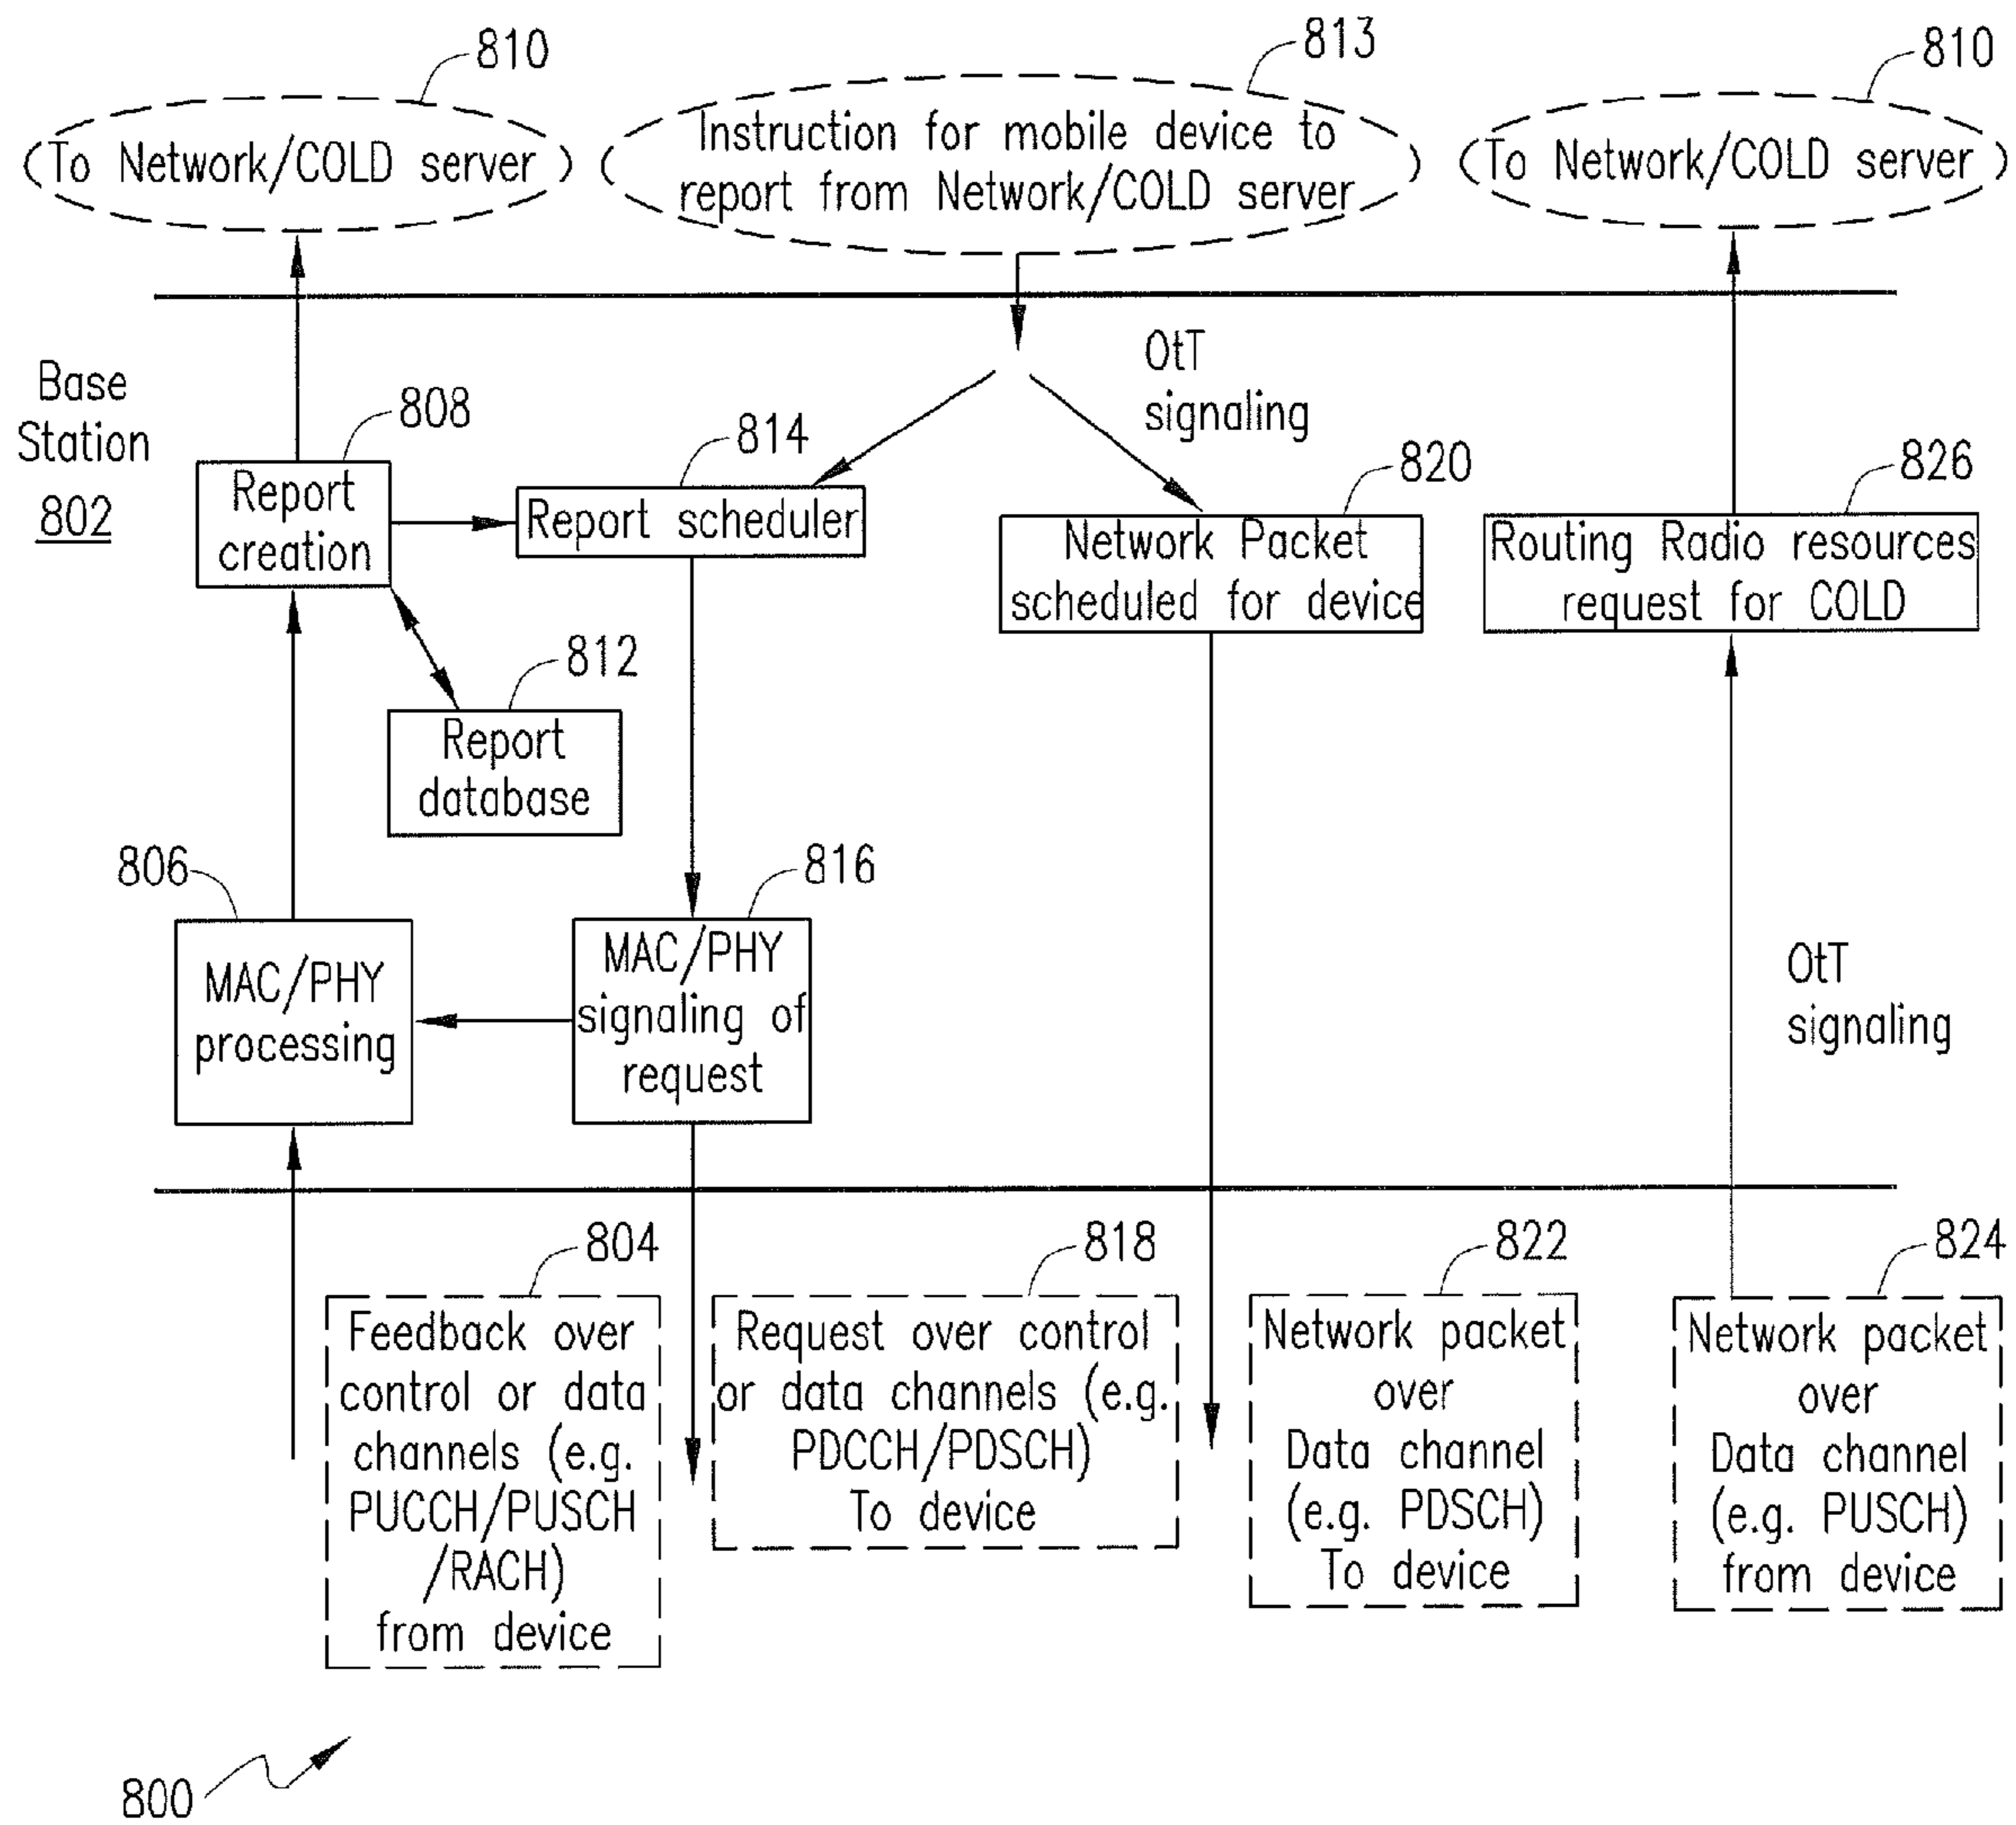 810
813
810
(To Network/COLD server)
Instruction for mobile device to
report from Network/COLD server
(To Network/COLD server)
Base
Station
802
OtT
signaling
808
814
820
826
Report
creation
Report scheduler
Network Packet
scheduled for device
Routing Radio resources
request for COLD
812
Report
database
806
816
MAC/PHY
processing
MAC/PHY
signaling of
request
OtT
signaling
804
818
822
824
Feedback over
control or data
channels (e.g.
PUCCH/PUSCH
/RACH)
from device
Request over control
or data channels (e.g.
PDCCH/PDSCH)
To device
Network packet
over
Data channel
(e.g. PDSCH)
To device
Network packet
over
Data channel
(e.g. PUSCH)
from device
800